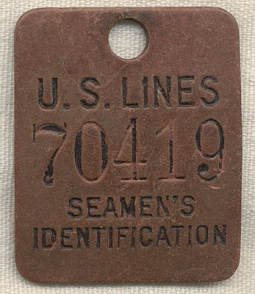 U.S. LINES
70419
SEAMEN'S
IDENTIFICATION